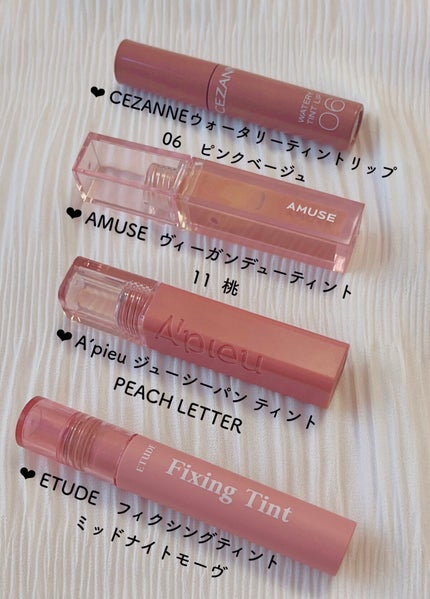 CEZANNE
WATERY
TINT LIP
06
❤ CEZANNEウォータリーティントリップ
06 ピンクベージュ
AMUSE
❤ AMUSE ヴィーガンデューティント
11 桃
A'pieu
❤ A'pieu ジューシーパン ティント
PEACH LETTER
ETUDE
Fixing Tint
❤ ETUDE フィクシングティント
ミッドナイトモーヴ